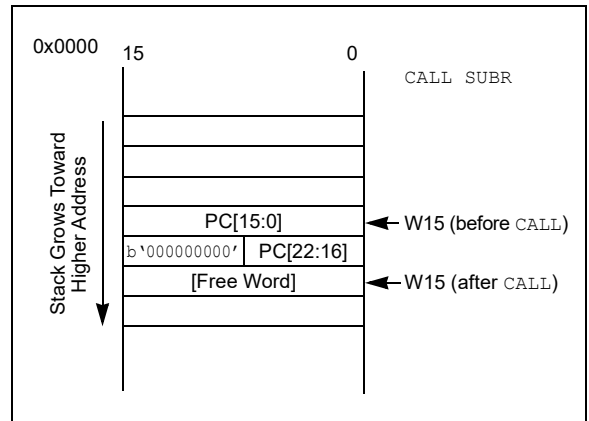 0x0000
15 0
CALL SUBR
Stack Grows Toward
Higher Address
PC[15:0]
W15 (before CALL)
b‘000000000’ PC[22:16]
[Free Word]
W15 (after CALL)